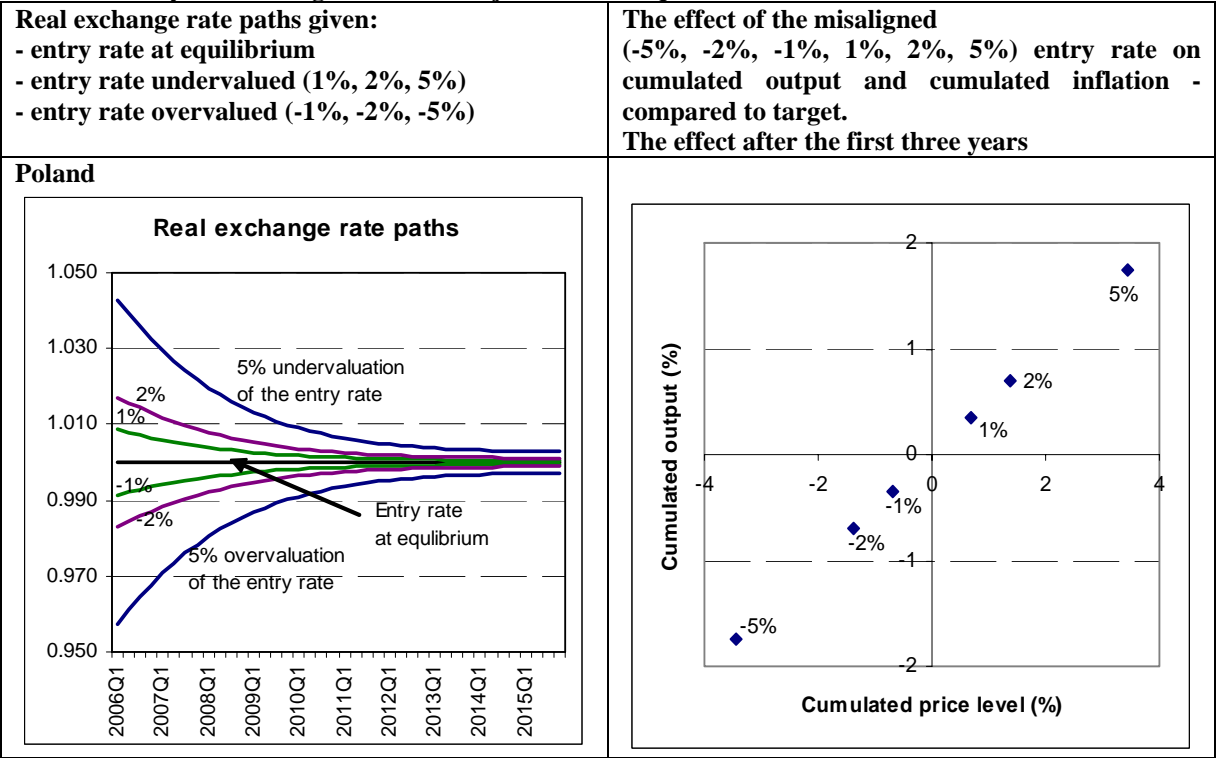 Real exchange rate paths given:
- entry rate at equilibrium
- entry rate undervalued (1%, 2%, 5%)
- entry rate overvalued (-1%, -2%, -5%)
The effect of the misaligned
(-5%, -2%, -1%, 1%, 2%, 5%) entry rate on
cumulated output and cumulated inflation -
compared to target.
The effect after the first three years
Poland
Real exchange rate paths
1.050
1.030
1.010
0.990
0.970
0.950
5% undervaluation
of the entry rate
2%
1%
-1%
-2%
Entry rate
at equlibrium
5% overvaluation
of the entry rate
2006Q1
2007Q1
2008Q1
2009Q1
2010Q1
2011Q1
2012Q1
2013Q1
2014Q1
2015Q1
Cumulated output (%)
2
1
0
-1
-2
-4
-2
0
2
4
5%
2%
1%
-1%
-2%
-5%
Cumulated price level (%)